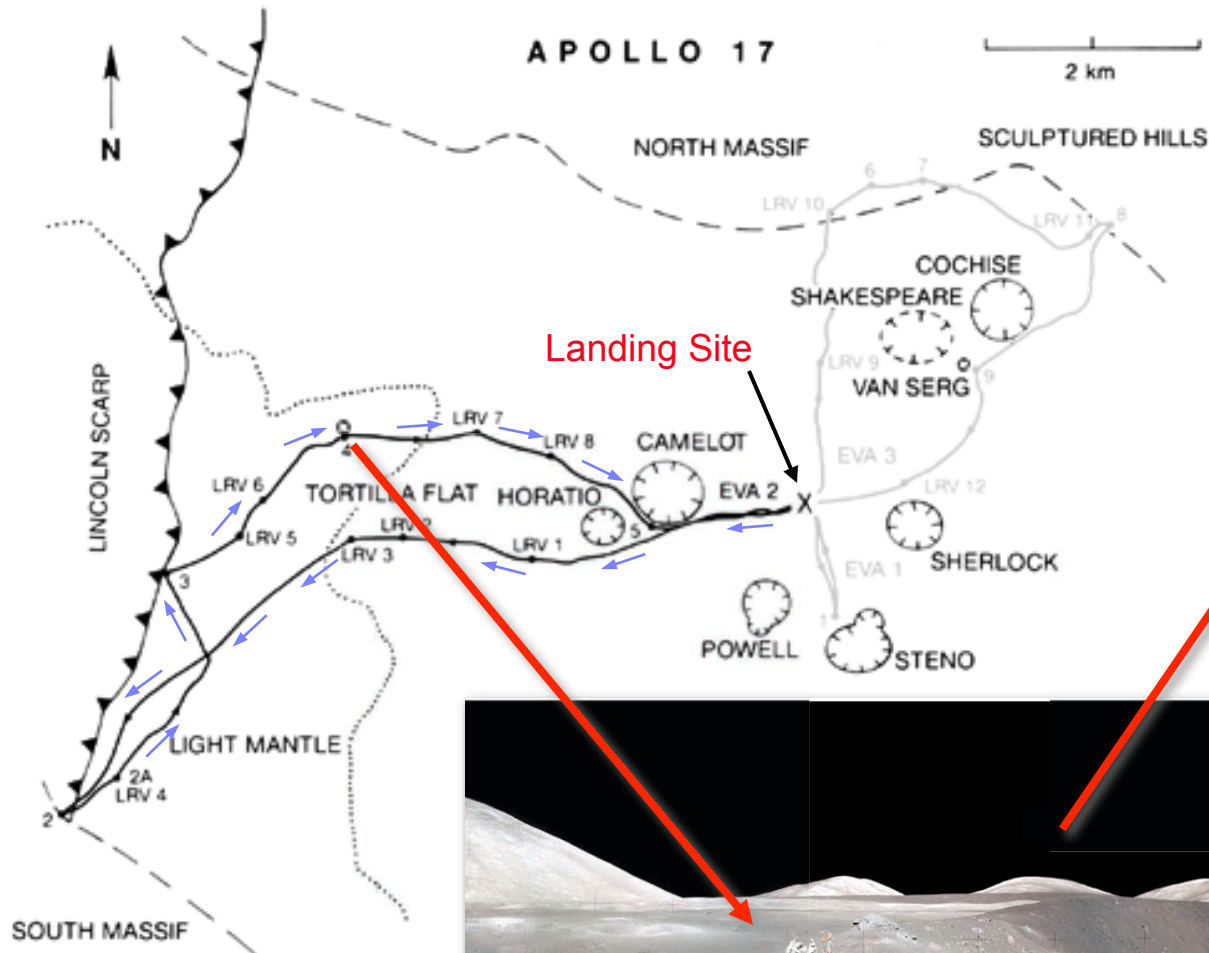 APOLLO 17
2 km
N
NORTH MASSIF
SCULPTURED HILLS
6
7
LRV 10
LRV 11
8
COCHISE
SHAKESPEARE
Landing Site
LRV 9
VAN SERG
9
LINCOLN SCARP
LRV 7
LRV 8
CAMELOT
4
EVA 3
LRV 6
TORTILLA FLAT
HORATIO
EVA 2
LRV 12
LRV 5
LRV 2
5
LRV 3
LRV 1
SHERLOCK
3
EVA 1
1
POWELL
STENO
LIGHT MANTLE
2A
LRV 4
2
X
SOUTH MASSIF